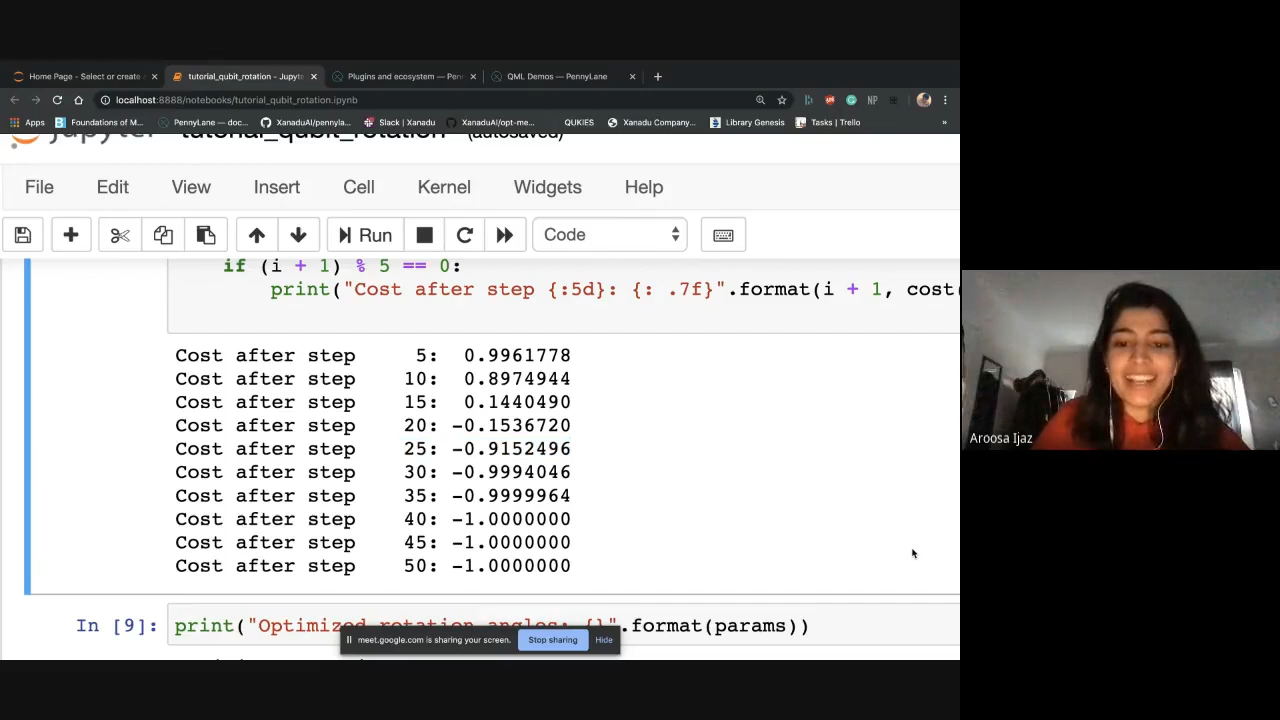 Home Page - Select or create
tutorial_qubit_rotation - Jupyte
Plugins and ecosystem — Penn
QML Demos — PennyLane
localhost:8888/notebooks/tutorial_qubit_rotation.ipynb
NP
Apps
Foundations of M...
PennyLane — doc...
XanaduAI/pennyla...
Slack | Xanadu
XanaduAI/opt-me...
QUKIES
Xanadu Company...
Library Genesis
Tasks | Trello
»
jupyter tutorial_qubit_rotation (autosaved)
File Edit View Insert Cell Kernel Widgets Help
Run Code
if (i + 1) % 5 == 0:
print("Cost after step {:5d}: {: .7f}".format(i + 1, cost(
Cost after step 5: 0.9961778
Cost after step 10: 0.8974944
Cost after step 15: 0.1440490
Cost after step 20: -0.1536720
Cost after step 25: -0.9152496
Cost after step 30: -0.9994046
Cost after step 35: -0.9999964
Cost after step 40: -1.0000000
Cost after step 45: -1.0000000
Cost after step 50: -1.0000000
In [9]: print("Optimized rotation angles: {}".format(params))
meet.google.com is sharing your screen. Stop sharing Hide
Aroosa Ijaz